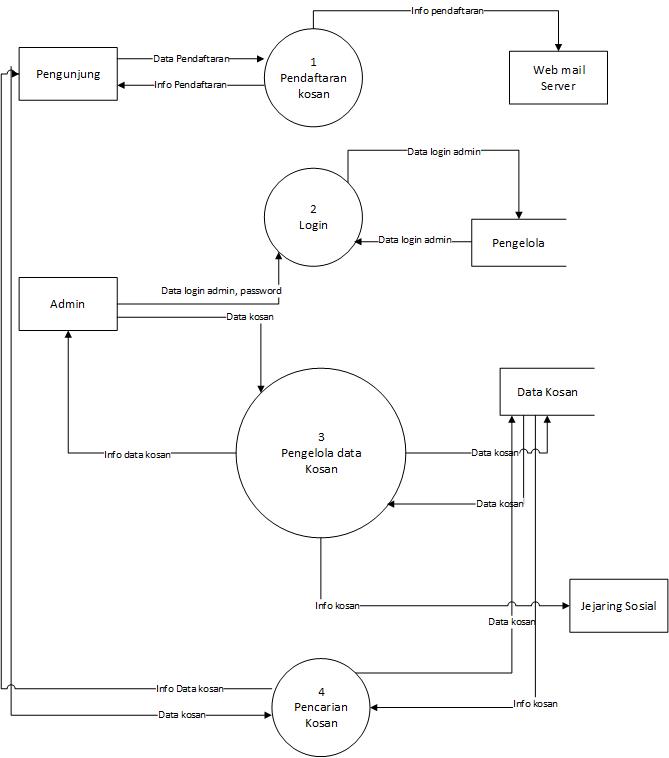 Info pendaftaran
Pengunjung
Data Pendaftaran
Info Pendaftaran
1
Pendaftaran
kosan
Web mail
Server
Data login admin
2
Login
Data login admin
Pengelola
Admin
Data login admin, password
Data kosan
Data Kosan
3
Pengelola data
Kosan
Info data kosan
Data kosan
Data kosan
Info kosan
Jejaring Sosial
Data kosan
Info Data kosan
4
Pencarian
Kosan
Info kosan
Data kosan